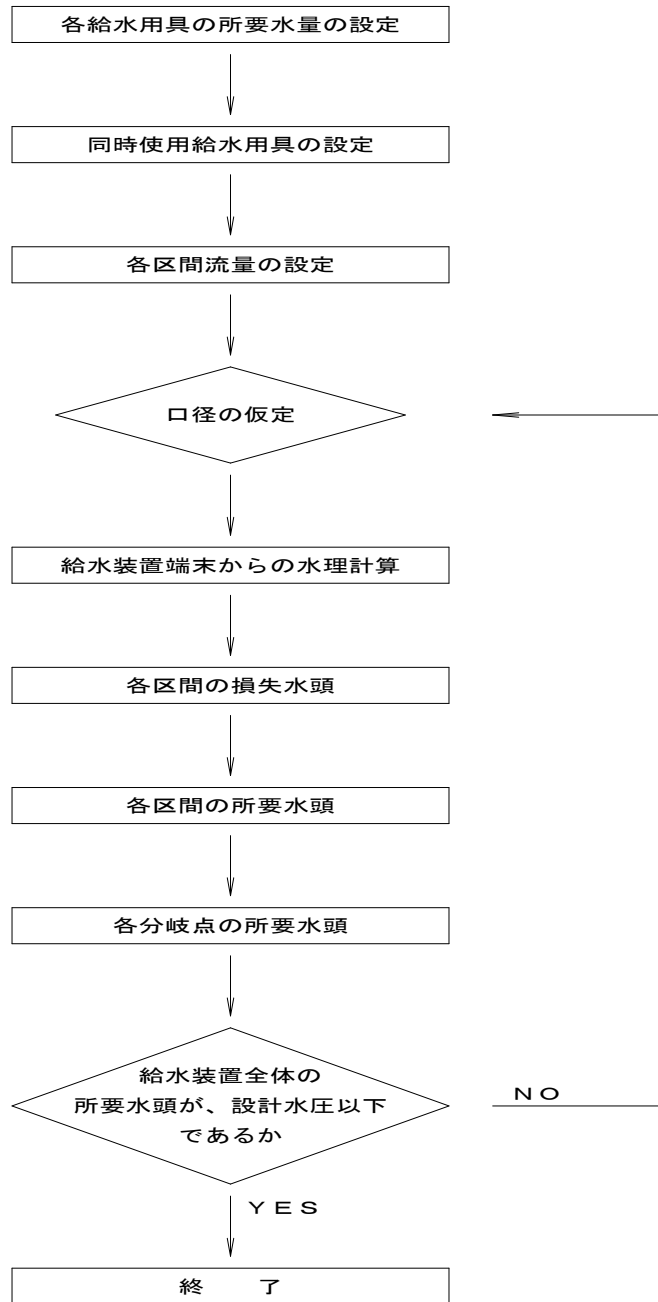 各給水用具の所要水量の設定
同時使用給水用具の設定
各区間流量の設定
口径の仮定
給水装置端末からの水理計算
各区間の損失水頭
各区間の所要水頭
各分岐点の所要水頭
給水装置全体の
所要水頭が、設計水圧以下
であるか
ＮＯ
ＹＥＳ
終　　了